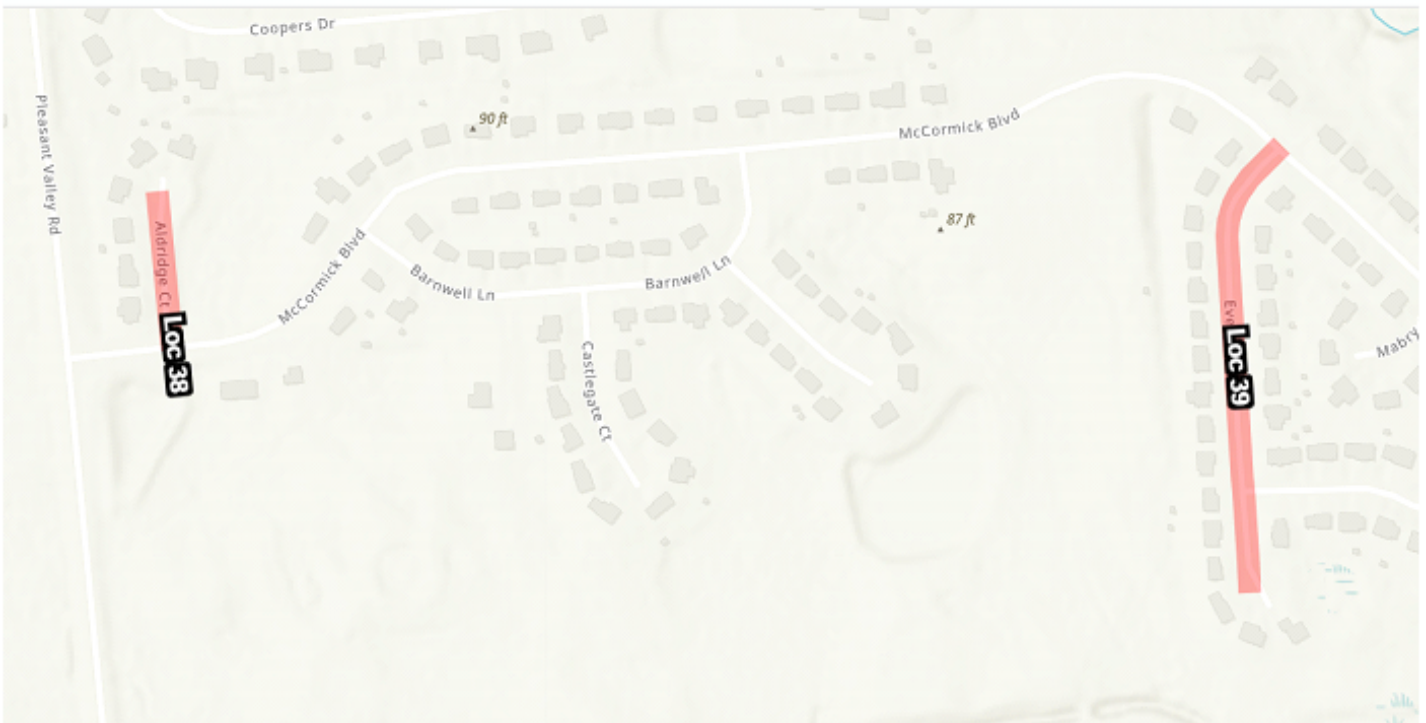 Coopers Dr
Pleasant Valley Rd
90 ft
McCormick Blvd
87 ft
Aldridge Ct
McCormick Blvd
Barnwell Ln
Barnwell Ln
Loc 38
Castlegate Ct
Loc 39
Mabry